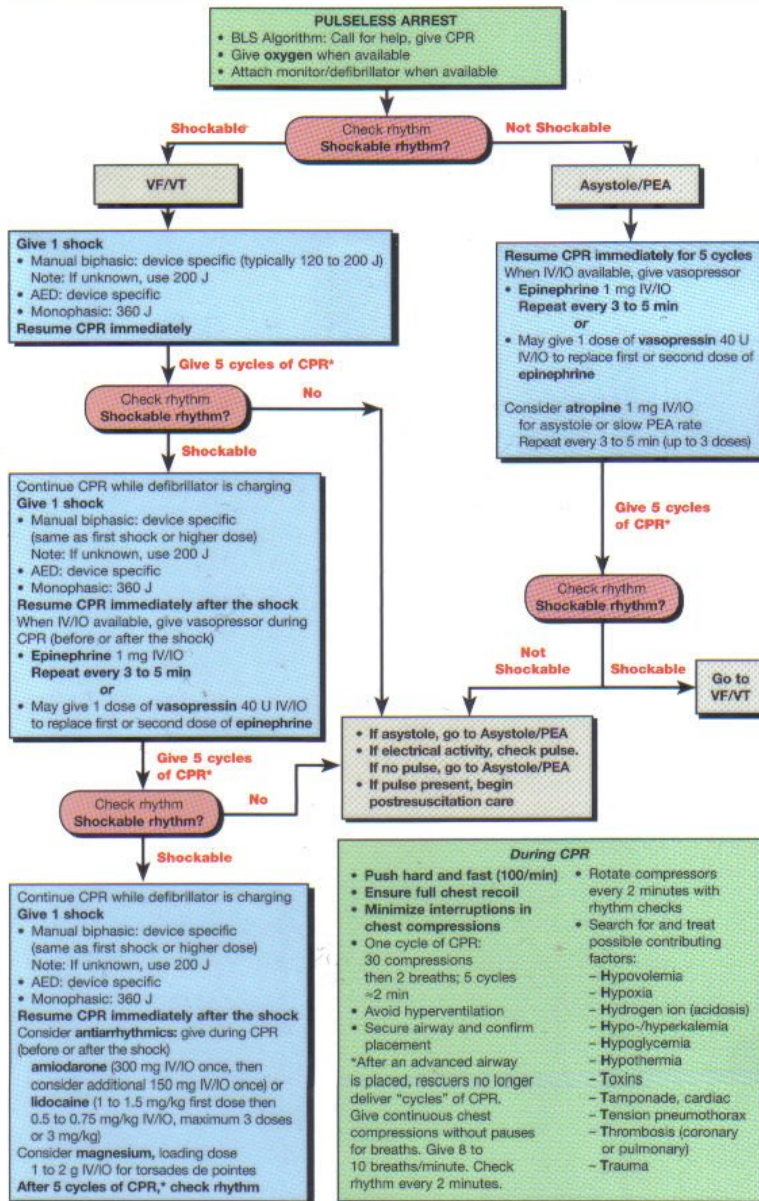 PULSELESS ARREST
• BLS Algorithm: Call for help, give CPR
• Give oxygen when available
• Attach monitor/defibrillator when available
Check rhythm
Shockable rhythm?
Shockable
Not Shockable
VF/VT
Asystole/PEA
Give 1 shock
• Manual biphasic: device specific (typically 120 to 200 J)
Note: If unknown, use 200 J
• AED: device specific
• Monophasic: 360 J
Resume CPR immediately
Give 5 cycles of CPR*
Check rhythm
Shockable rhythm?
No
Shockable
Continue CPR while defibrillator is charging
Give 1 shock
• Manual biphasic: device specific
(same as first shock or higher dose)
Note: If unknown, use 200 J
• AED: device specific
• Monophasic: 360 J
Resume CPR immediately after the shock
When IV/IO available, give vasopressor during
CPR (before or after the shock)
• Epinephrine 1 mg IV/IO
Repeat every 3 to 5 min
or
• May give 1 dose of vasopressin 40 U IV/IO
to replace first or second dose of epinephrine
Give 5 cycles
of CPR*
Check rhythm
Shockable rhythm?
No
Shockable
Continue CPR while defibrillator is charging
Give 1 shock
• Manual biphasic: device specific
(same as first shock or higher dose)
Note: If unknown, use 200 J
• AED: device specific
• Monophasic: 360 J
Resume CPR immediately after the shock
Consider antiarrhythmics; give during CPR
(before or after the shock)
amiodarone (300 mg IV/IO once, then
consider additional 150 mg IV/IO once) or
lidocaine (1 to 1.5 mg/kg first dose then
0.5 to 0.75 mg/kg IV/IO, maximum 3 doses
or 3 mg/kg)
Consider magnesium, loading dose
1 to 2 g IV/IO for torsades de pointes
After 5 cycles of CPR,* check rhythm
Resume CPR immediately for 5 cycles
When IV/IO available, give vasopressor
• Epinephrine 1 mg IV/IO
Repeat every 3 to 5 min
or
• May give 1 dose of vasopressin 40 U
IV/IO to replace first or second dose of
epinephrine
Consider atropine 1 mg IV/IO
for asystole or slow PEA rate
Repeat every 3 to 5 min (up to 3 doses)
Give 5 cycles
of CPR*
Check rhythm
Shockable rhythm?
Not
Shockable
Shockable
Go to
VF/VT
• If asystole, go to Asystole/PEA
• If electrical activity, check pulse.
If no pulse, go to Asystole/PEA
• If pulse present, begin
postresuscitation care
During CPR
• Push hard and fast (100/min)
• Ensure full chest recoil
• Minimize interruptions in
chest compressions
• One cycle of CPR:
30 compressions
then 2 breaths; 5 cycles
≈2 min
• Avoid hyperventilation
• Secure airway and confirm
placement
*After an advanced airway
is placed, rescuers no longer
deliver “cycles” of CPR.
Give continuous chest
compressions without pauses
for breaths. Give 8 to
10 breaths/minute. Check
rhythm every 2 minutes.
• Rotate compressors
every 2 minutes with
rhythm checks
• Search for and treat
possible contributing
factors:
– Hypovolemia
– Hypoxia
– Hydrogen ion (acidosis)
– Hypo-/hyperkalemia
– Hypoglycemia
– Hypothermia
– Toxins
– Tamponade, cardiac
– Tension pneumothorax
– Thrombosis (coronary
or pulmonary)
– Trauma